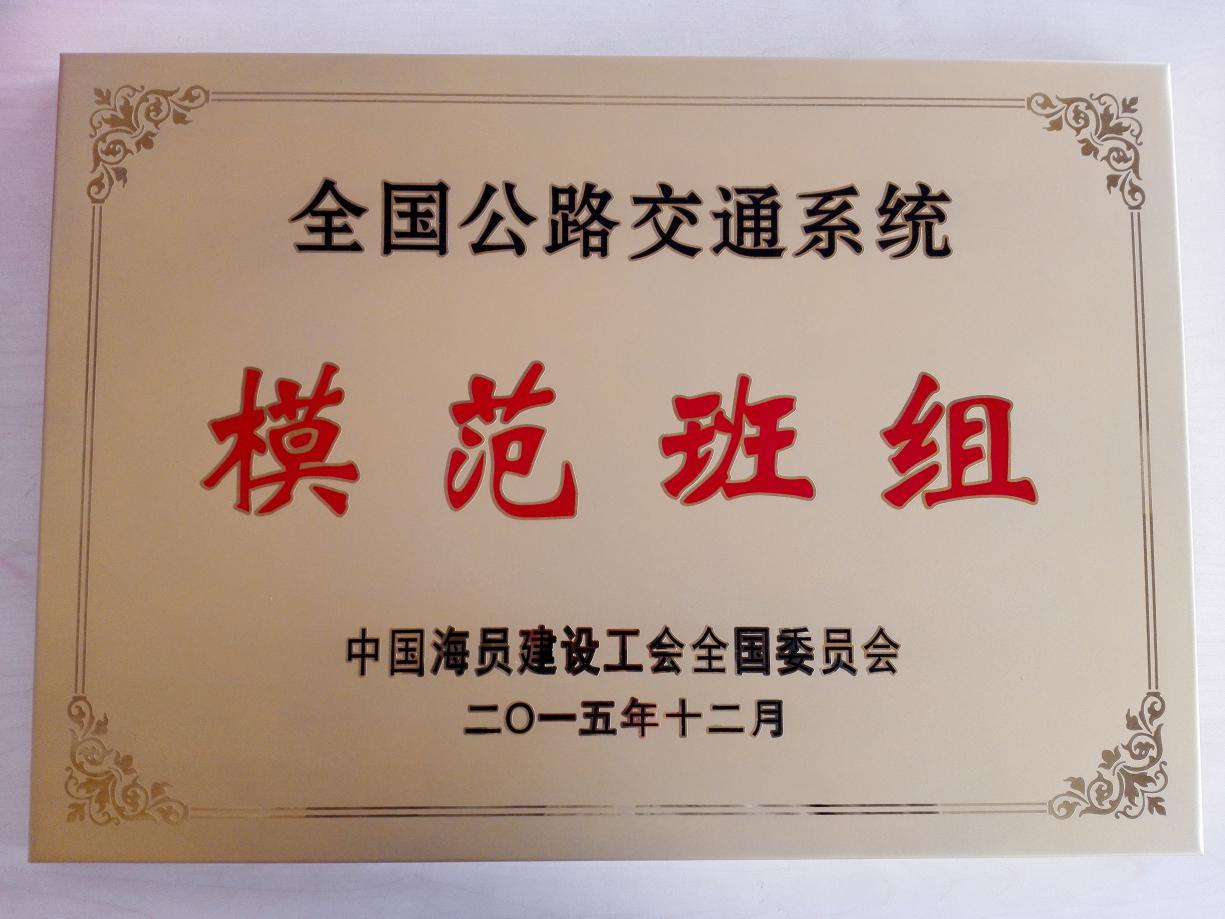 全国公路交通系统
模范班组
中国海员建设工会全国委员会
二〇一五年十二月